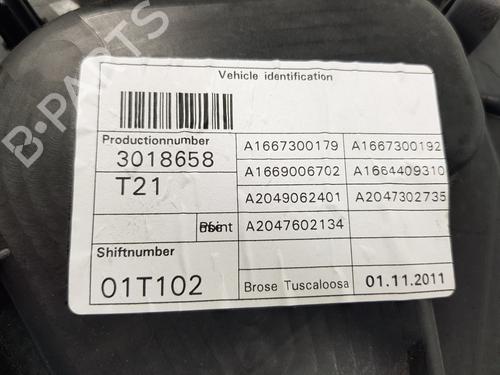 B-PARTS
Vehicle identification
Productionnumber
3018658
T21
Shiftnumber
01T102
A1667300179 A1667300192
A1669006702 A1664409310
A2049062401 A2047302735
A2047602134
Brose Tuscaloosa 01.11.2011